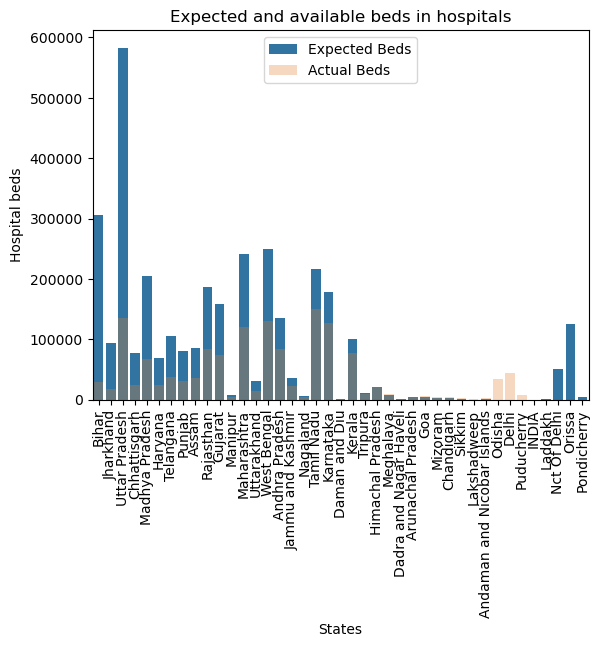 Expected and available beds in hospitals
Expected Beds
Actual Beds
Hospital beds
600000
500000
400000
300000
200000
100000
0
Bihar
Jharkhand
Uttar Pradesh
Chhattisgarh
Madhya Pradesh
Haryana
Telangana
Punjab
Assam
Rajasthan
Gujarat
Manipur
Maharashtra
Uttarakhand
West Bengal
Andhra Pradesh
Jammu and Kashmir
Nagaland
Tamil Nadu
Karnataka
Daman and Diu
Kerala
Tripura
Himachal Pradesh
Meghalaya
Dadra and Nagar Haveli
Arunachal Pradesh
Goa
Mizoram
Chandigarh
Sikkim
Lakshadweep
Andaman and Nicobar Islands
Odisha
Delhi
Puducherry
INDIA
Laddakh
Nct Of Delhi
Orissa
Pondicherry
States